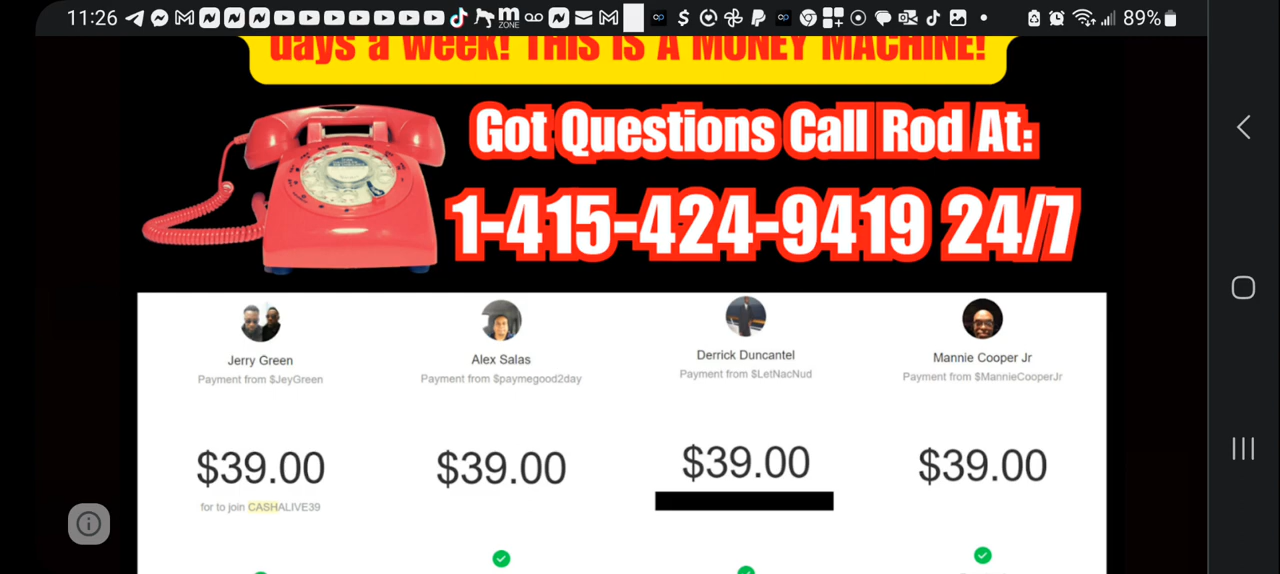 11:26
m
ZONE
89%
days a week! THIS IS A MONEY MACHINE!
Got Questions Call Rod At:
1-415-424-9419 24/7
Jerry Green
Payment from $JeyGreen
$39.00
for to join CASHALIVE39
Alex Salas
Payment from $paymegood2day
$39.00
Derrick Duncantel
Payment from $LetNacNud
$39.00
Mannie Cooper Jr
Payment from $MannieCooperJr
$39.00